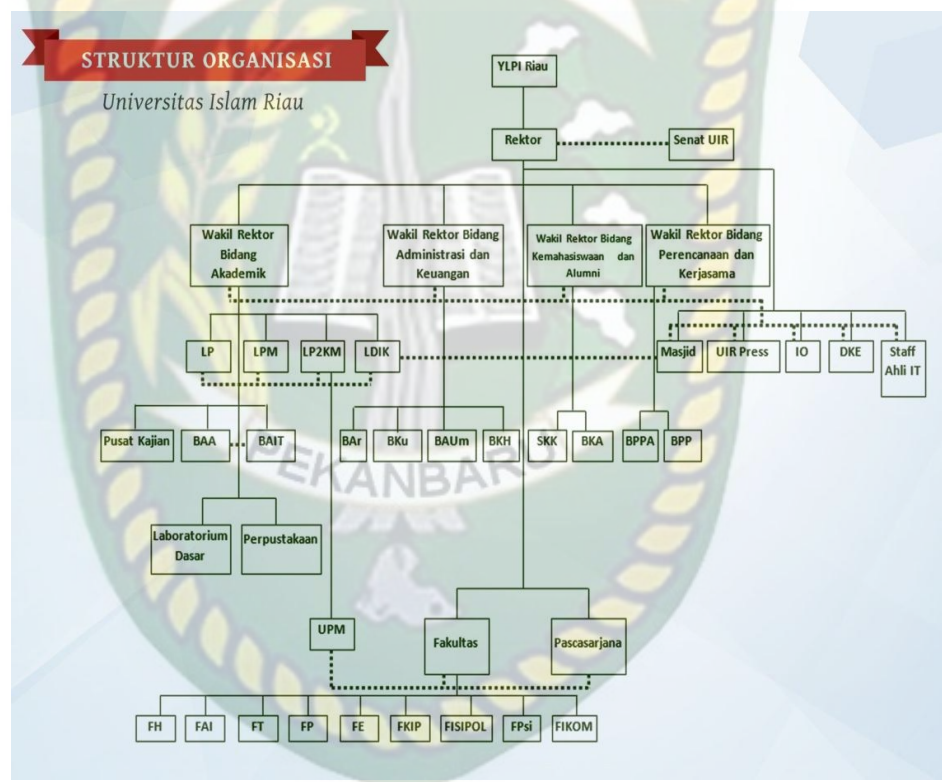 STRUKTUR ORGANISASI
Universitas Islam Riau
YLPI Riau
Rektor
Senat UIR
Wakil Rektor
Bidang
Akademik
Wakil Rektor Bidang
Administrasi dan
Keuangan
Wakil Rektor Bidang
Kemahasiswaan dan
Alumni
Wakil Rektor Bidang
Perencanaan dan
Kerjasama
LP
LPM
LP2KM
LDIK
Masjid
UIR Press
IO
DKE
Staff
Ahli IT
Pusat Kajian
BAA
BAIT
BAr
BKu
BAUm
BKH
SKK
BKA
BPPA
BPP
PEKANBARU
Laboratorium
Dasar
Perpustakaan
UPM
Fakultas
Pascasarjana
FH
FAI
FT
FP
FE
FKIP
FISIPOL
FPsi
FIKOM